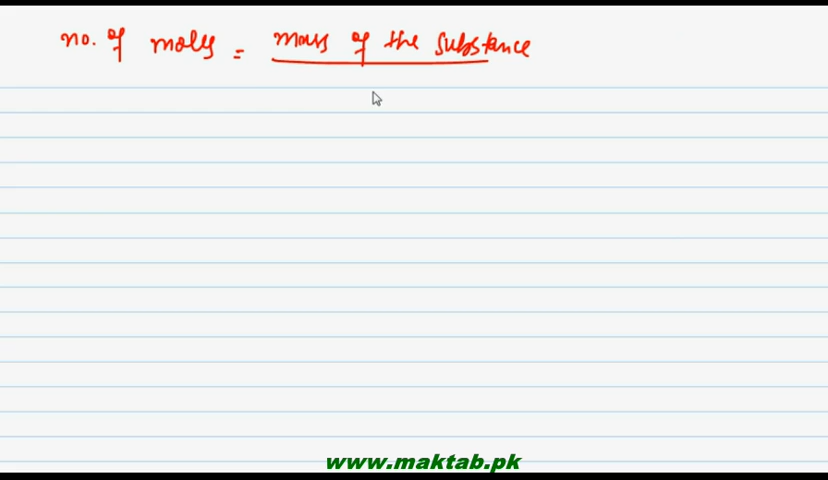 no. of moles = mass of the substance
www.maktab.pk